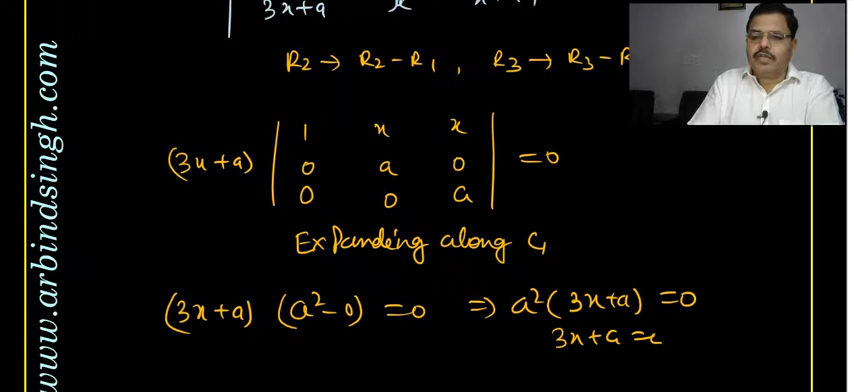 3x+a x
R2 → R2 - R1 , R3 → R3 -
(3x+a) | 1 x x |
| 0 a 0 | =0
| 0 0 a |
Expanding along C1
(3x+a) (a²-0) =0 ⇒ a²(3x+a) =0
3x+a =
www.arbindsingh.com/